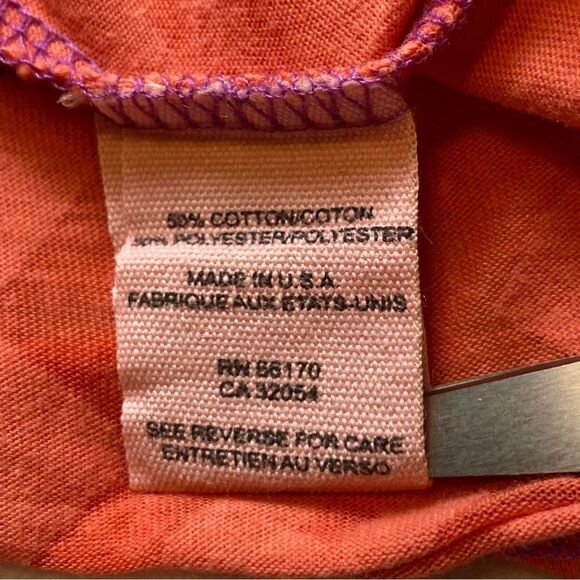 50% COTTON/COTON
50% POLYESTER/POLYESTER
MADE IN U.S.A.
FABRIQUE AUX ETATS-UNIS
RN 66170
CA 32054
SEE REVERSE FOR CARE
ENTRETIEN AU VERSO